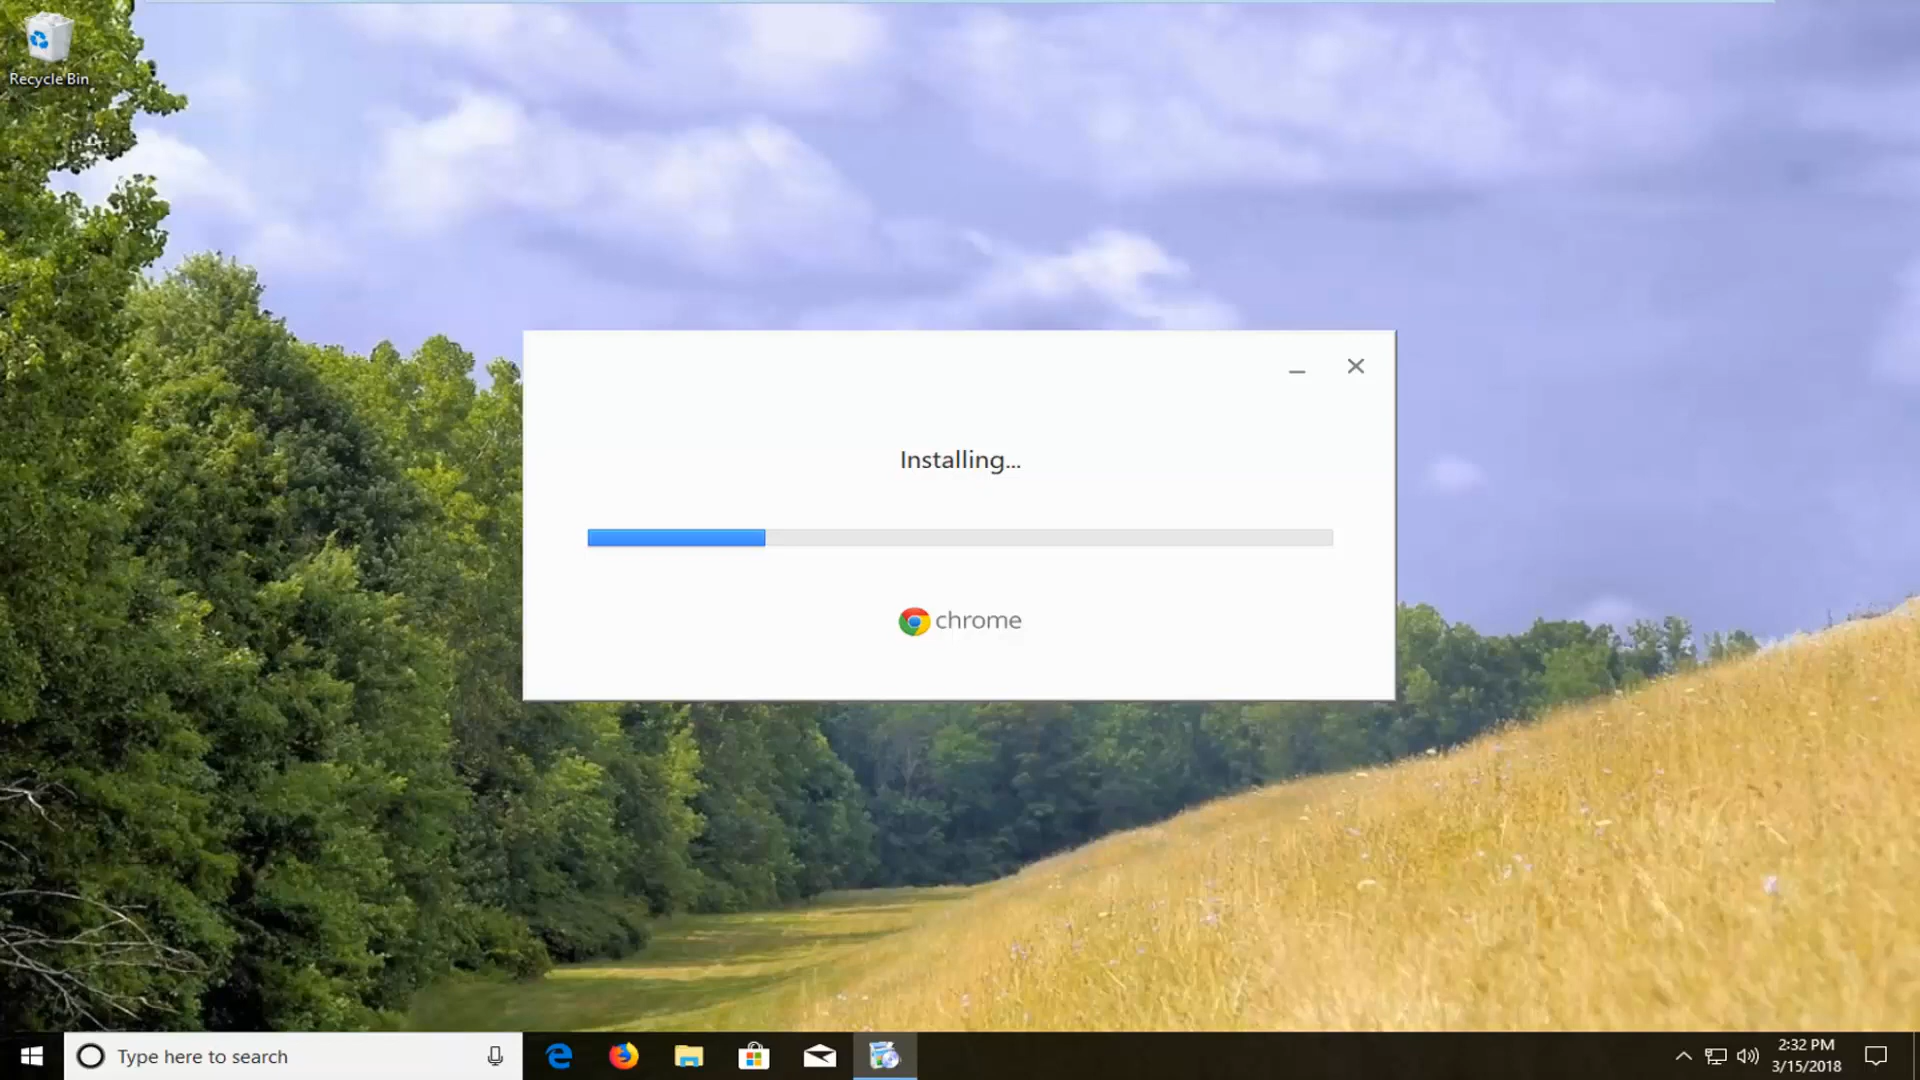 Recycle Bin
Installing...
chrome
Type here to search
2:32 PM
3/15/2018